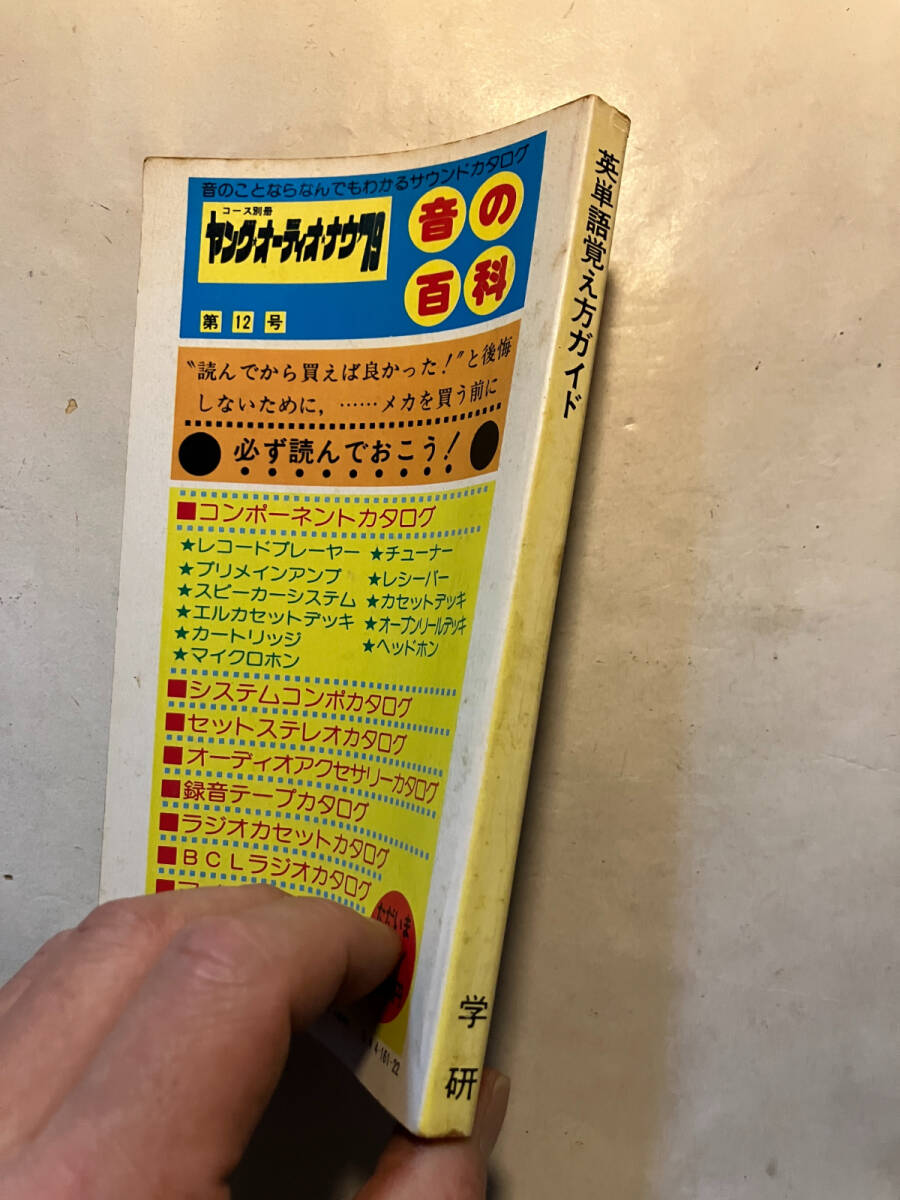 音のことならなんでもわかるサウンドカタログ
コース別冊
ヤング・オーディオ・ナウ'79
音の
百科
第12号
“読んでから買えば良かった!”と後悔
しないために,……メカを買う前に
必ず読んでおこう!
■コンポーネントカタログ
★レコードプレーヤー ★チューナー
★プリメインアンプ ★レシーバー
★スピーカーシステム ★カセットデッキ
★エルカセットデッキ ★オープンリールデッキ
★カートリッジ ★ヘッドホン
★マイクロホン
■システムコンポカタログ
■セットステレオカタログ
■オーディオアクセサリーカタログ
■録音テープカタログ
■ラジオカセットカタログ
■BCLラジオカタログ
ただいま
4-161-22
英単語覚え方ガイド
学研